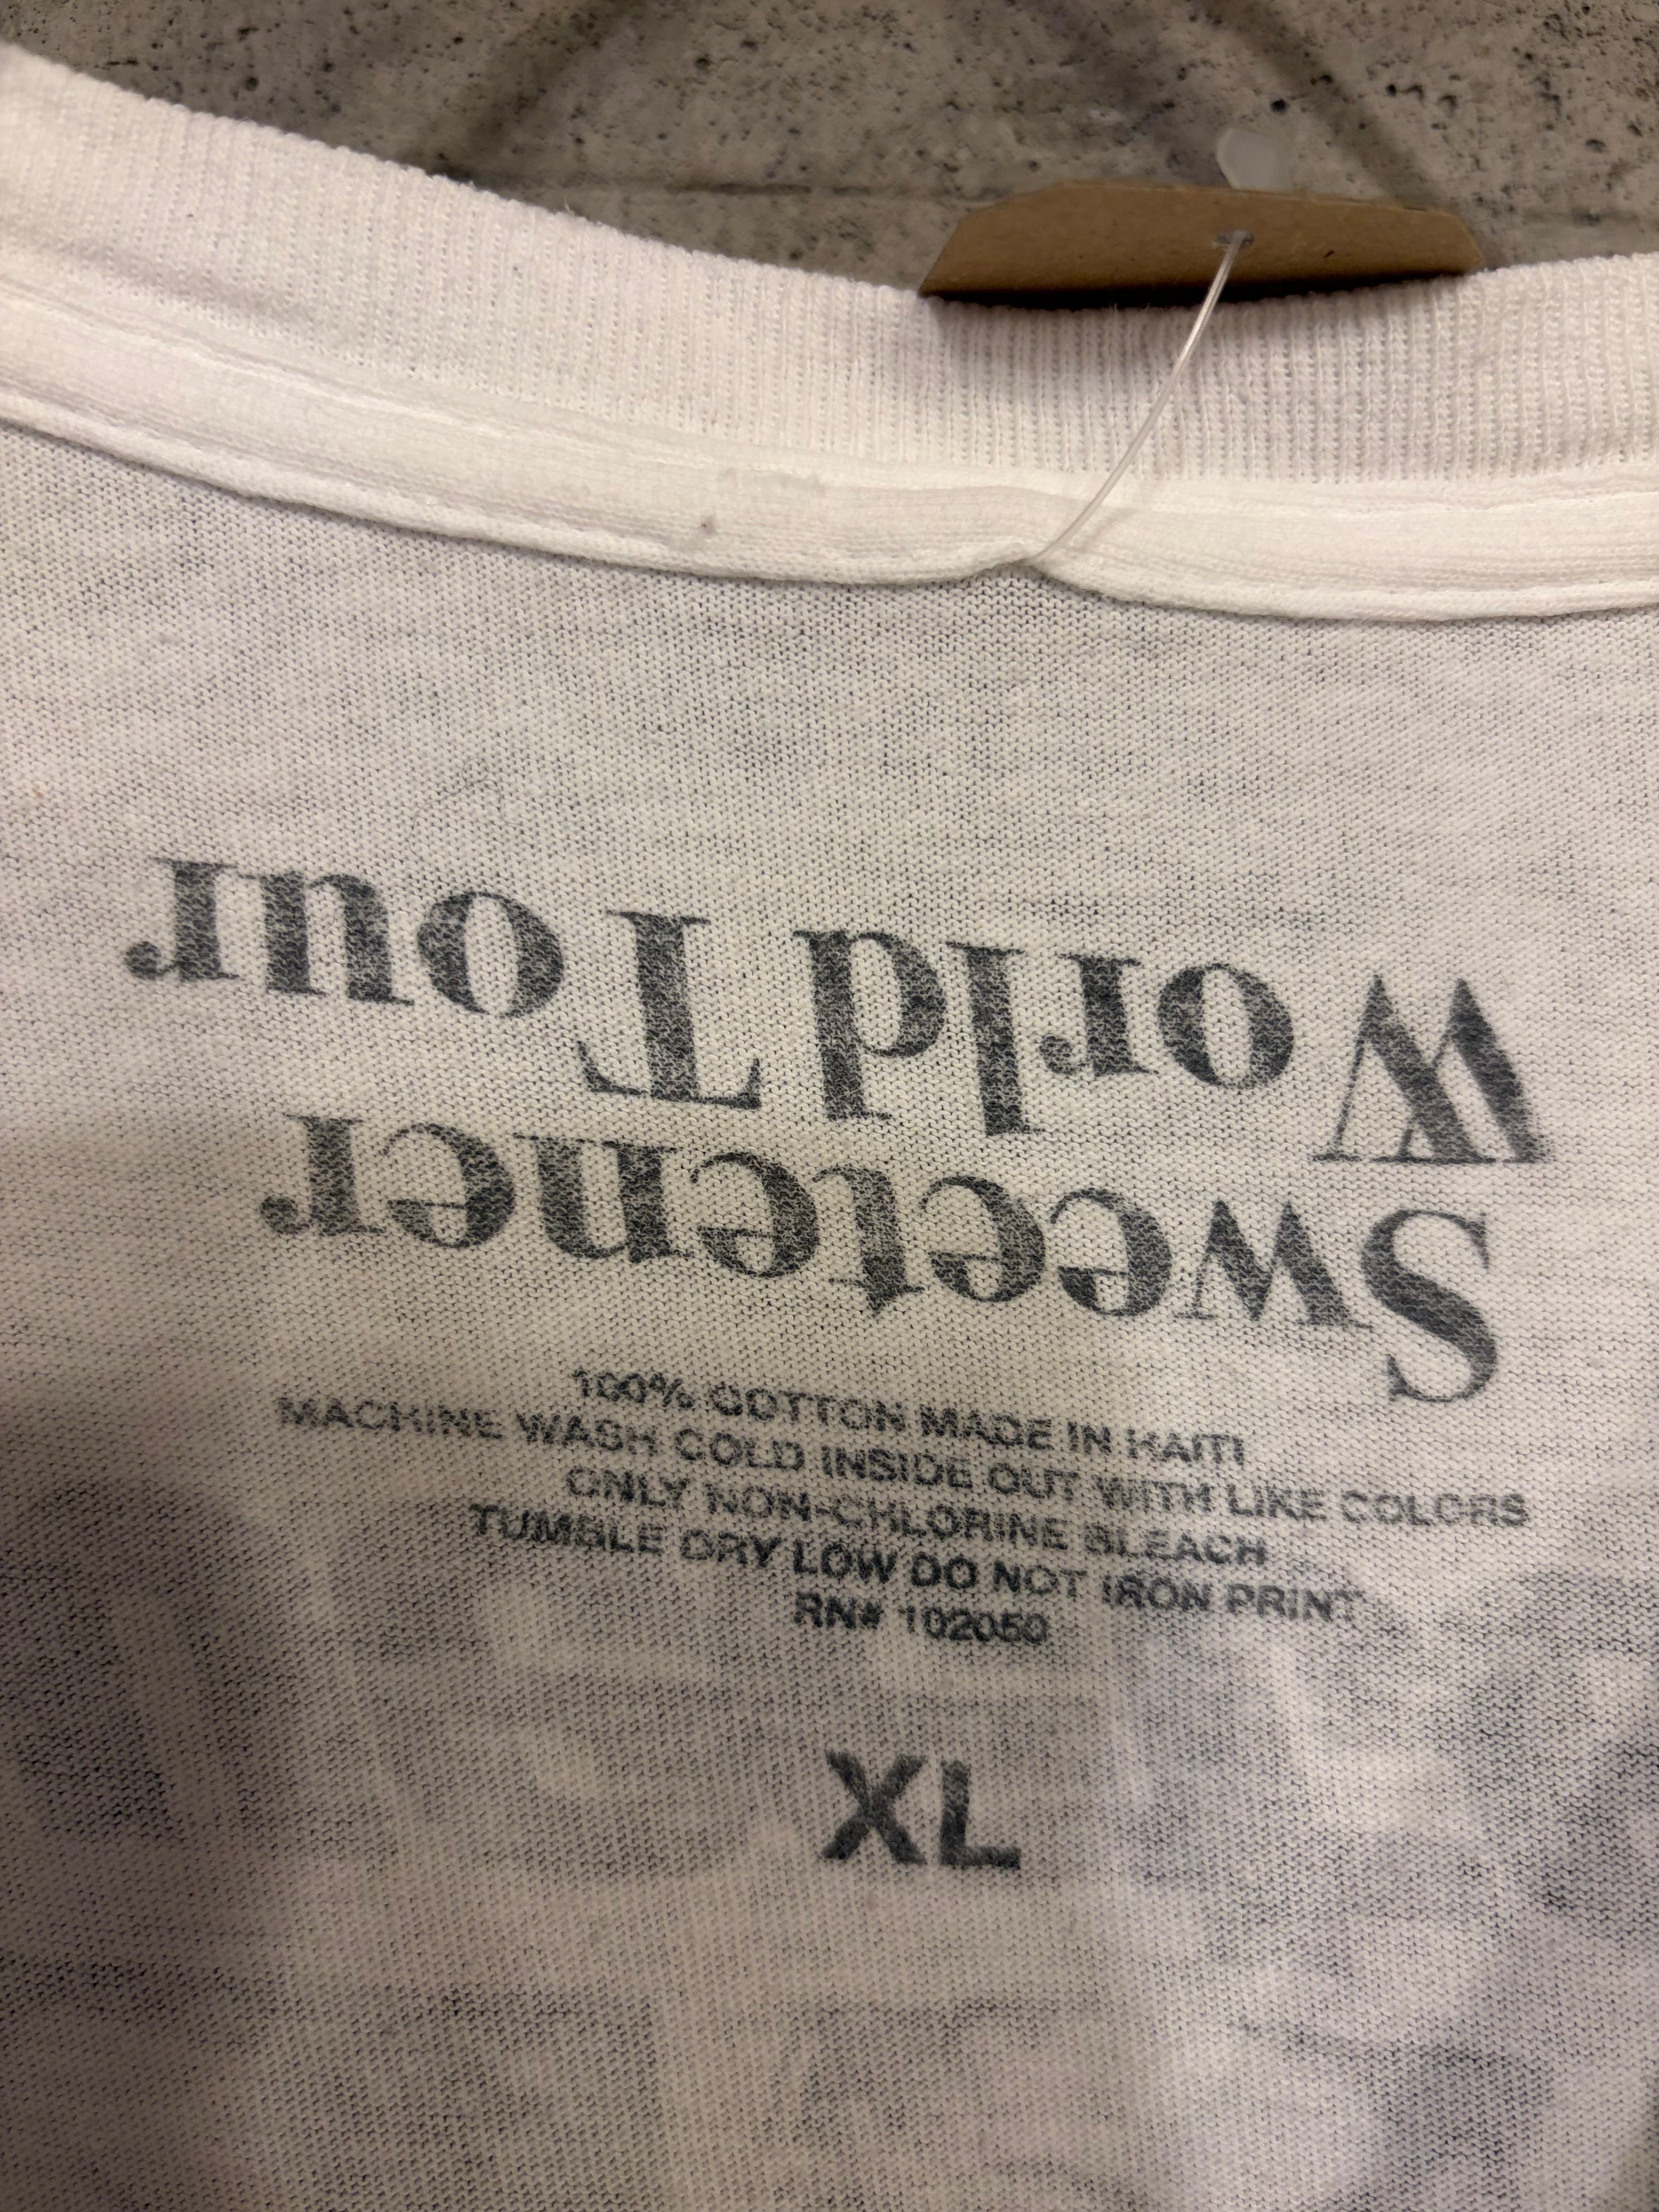 Sweetener
World Tour
100% COTTON MADE IN HAITI
MACHINE WASH COLD INSIDE OUT WITH LIKE COLORS
ONLY NON-CHLORINE BLEACH
TUMBLE DRY LOW DO NOT IRON PRINT
RN# 102050
XL